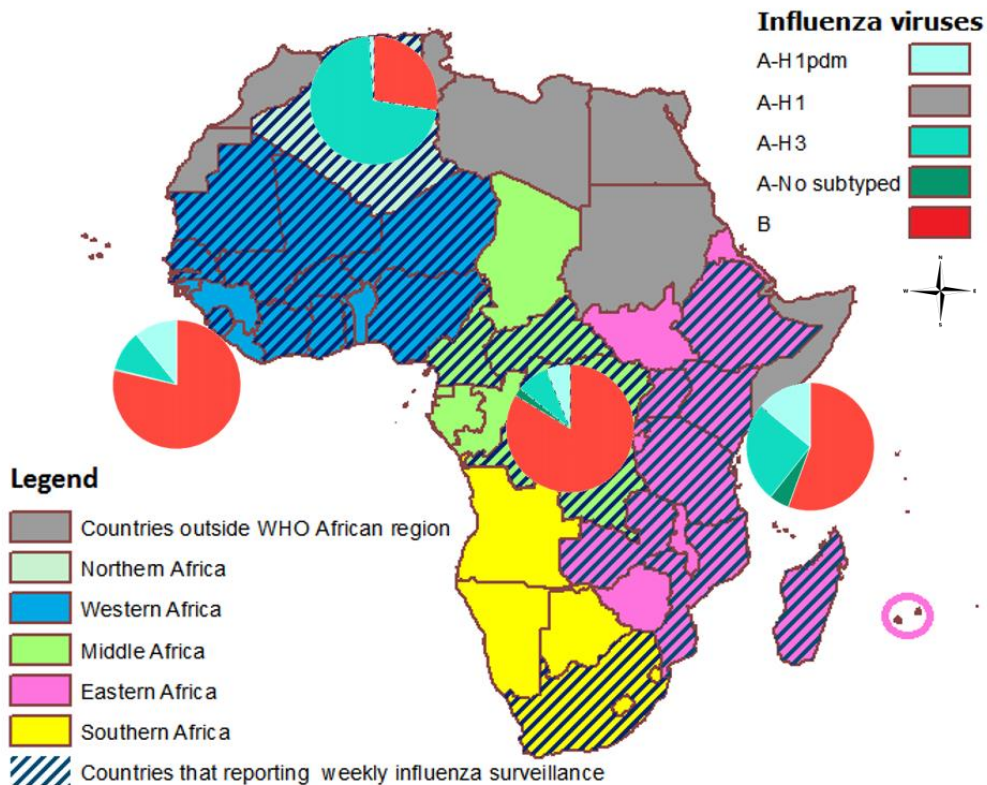 Influenza viruses
A-H1pdm
A-H1
A-H3
A-No subtyped
B
N
W E
S
Legend
Countries outside WHO African region
Northern Africa
Western Africa
Middle Africa
Eastern Africa
Southern Africa
Countries that reporting weekly influenza surveillance